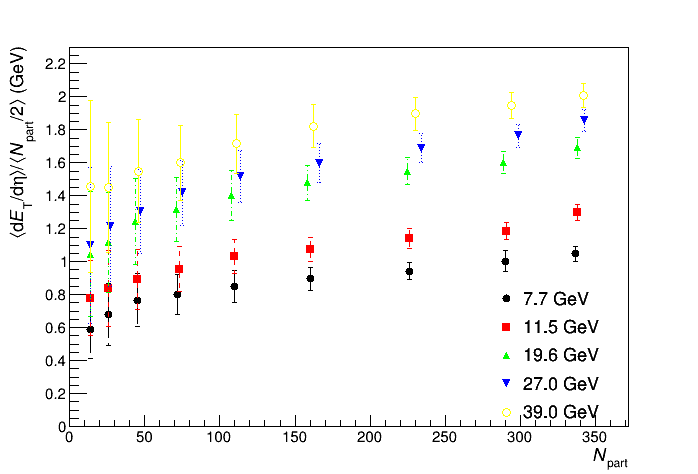 ⟨dE_T/dη⟩/⟨N_part/2⟩ (GeV)
2.2
2
1.8
1.6
1.4
1.2
1
0.8
0.6
0.4
0.2
0
7.7 GeV
11.5 GeV
19.6 GeV
27.0 GeV
39.0 GeV
0 50 100 150 200 250 300 350
N_part